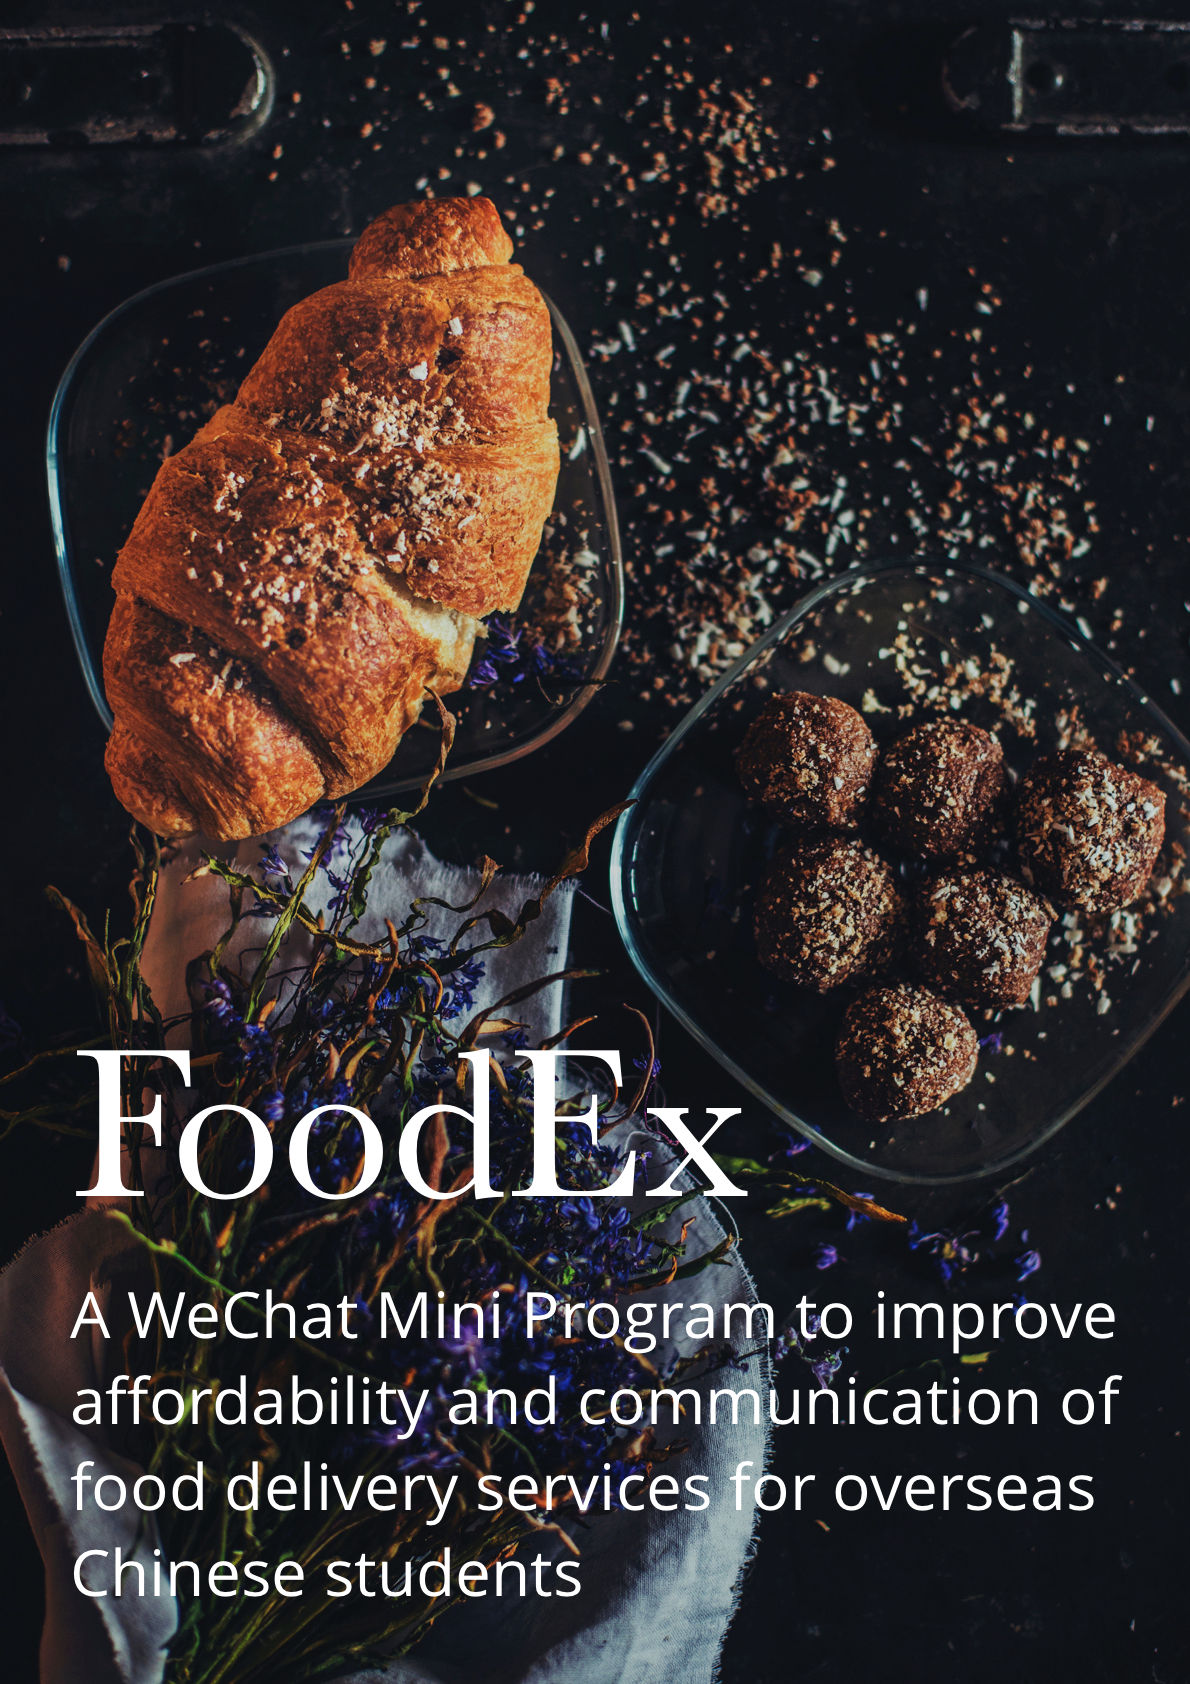 FoodEx
A WeChat Mini Program to improve
affordability and communication of
food delivery services for overseas
Chinese students